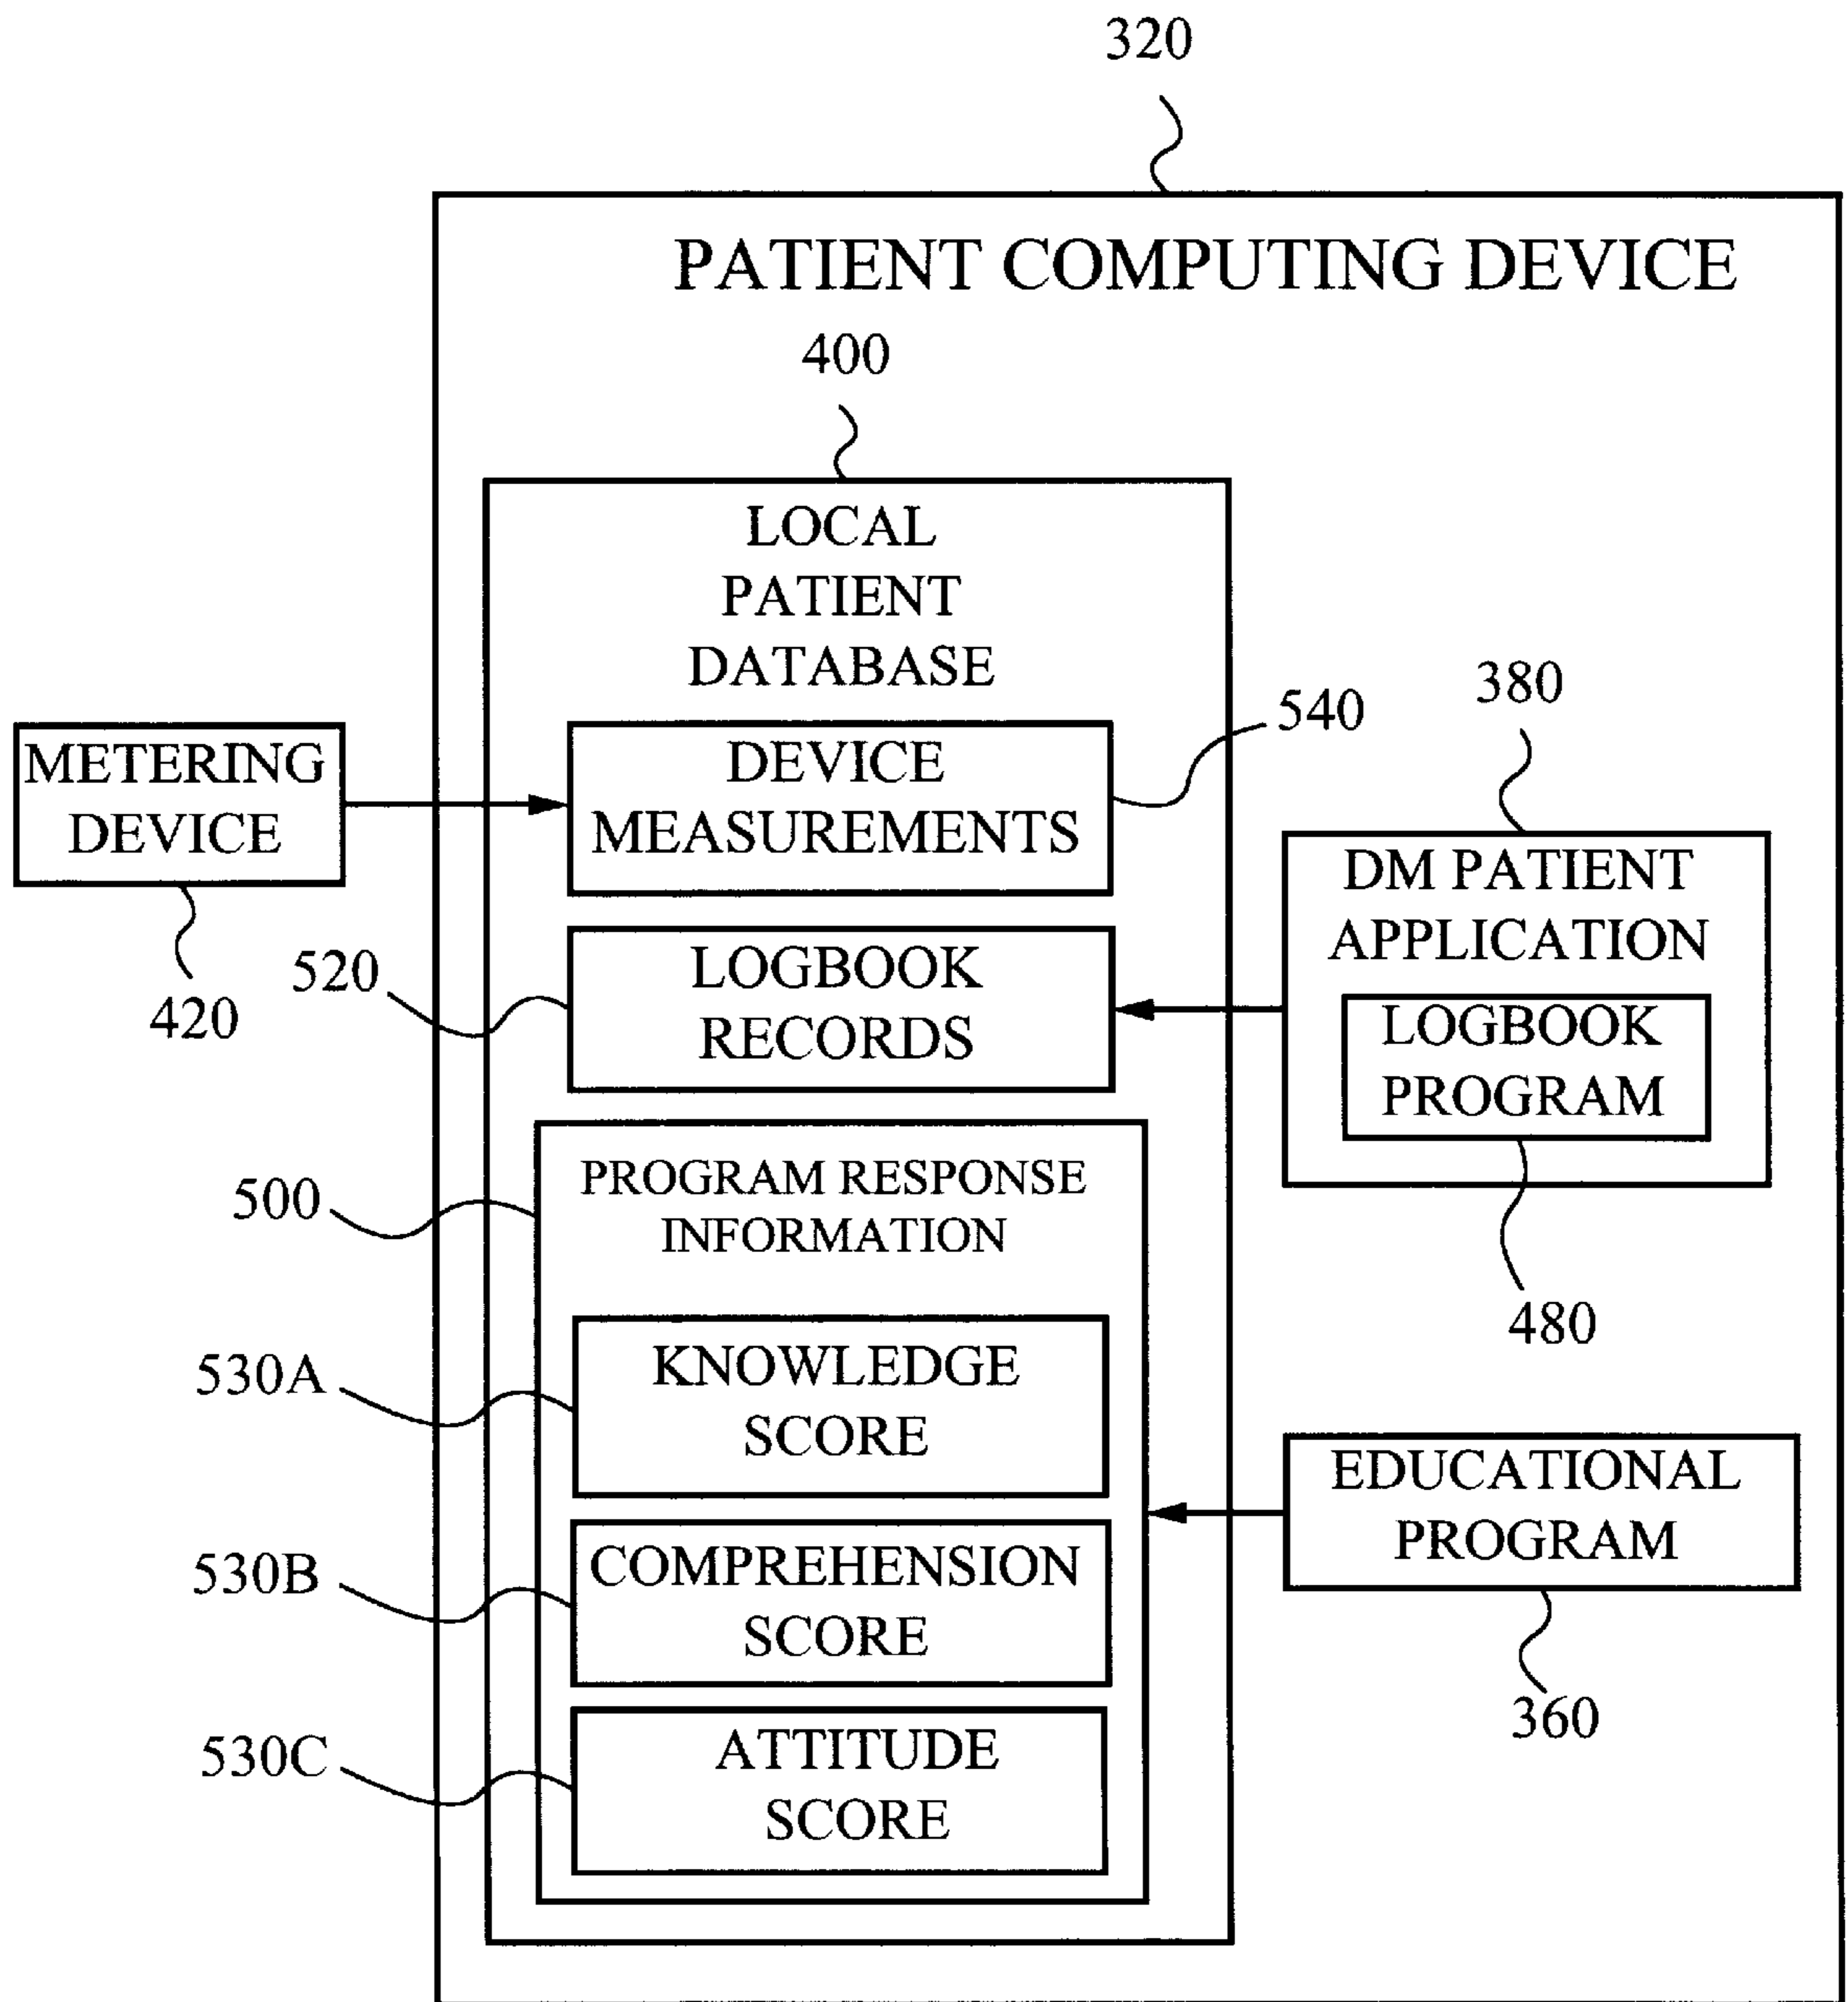 320
PATIENT COMPUTING DEVICE
400
LOCAL
PATIENT
DATABASE
380
540
METERING
DEVICE
DEVICE
MEASUREMENTS
DM PATIENT
APPLICATION
520
420
LOGBOOK
RECORDS
LOGBOOK
PROGRAM
500
PROGRAM RESPONSE
INFORMATION
480
530A
KNOWLEDGE
SCORE
EDUCATIONAL
PROGRAM
530B
COMPREHENSION
SCORE
360
530C
ATTITUDE
SCORE